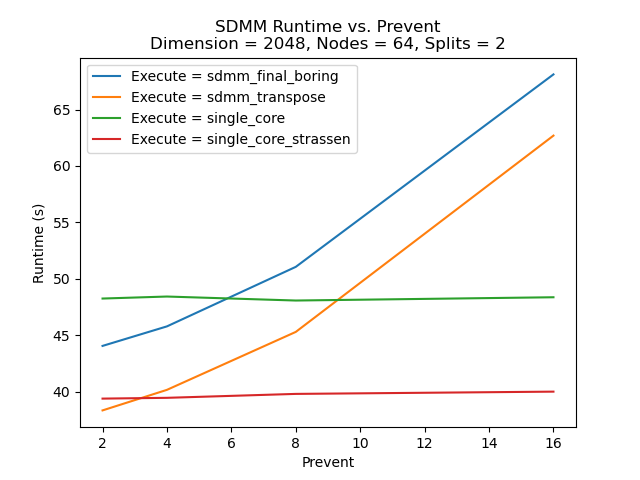 SDMM Runtime vs. Prevent
Dimension = 2048, Nodes = 64, Splits = 2
Execute = sdmm_final_boring
Execute = sdmm_transpose
Execute = single_core
Execute = single_core_strassen
65
60
55
50
45
40
Runtime (s)
2 4 6 8 10 12 14 16
Prevent